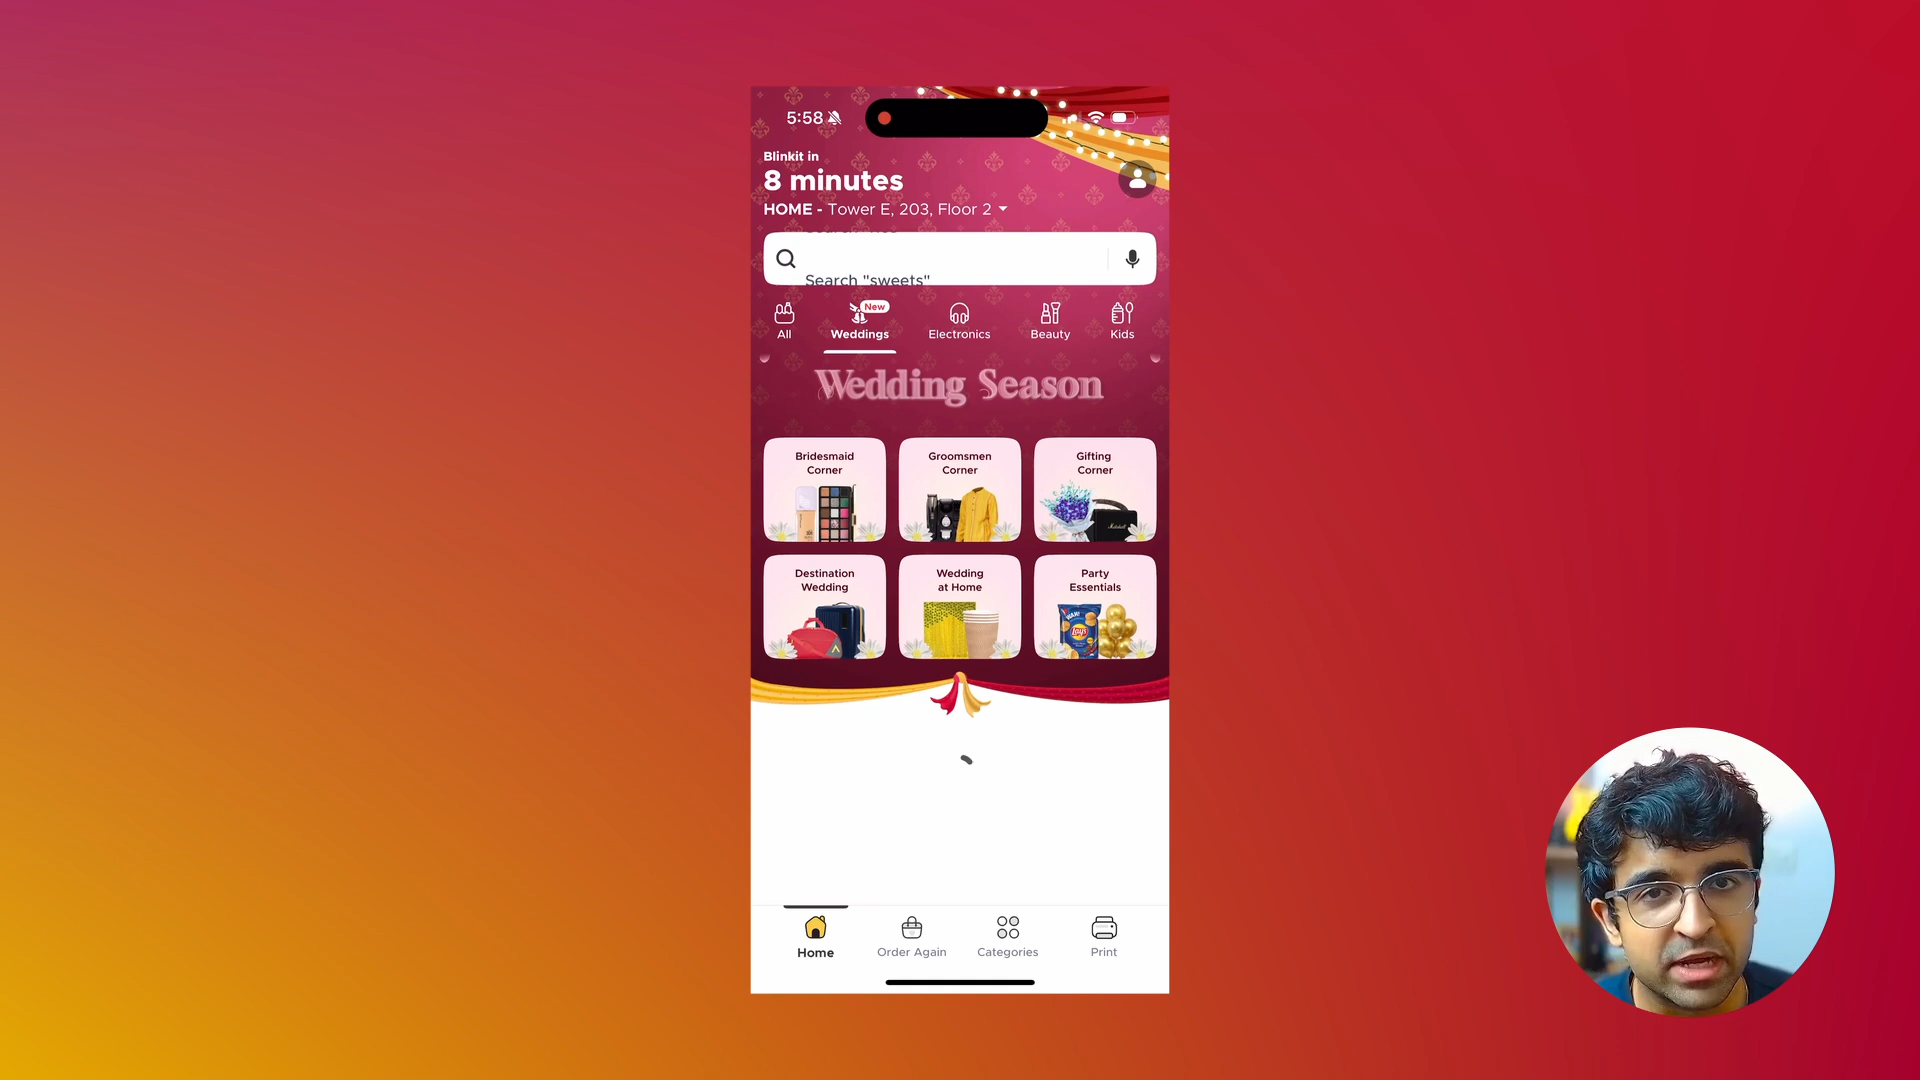 5:58
Blinkit in
8 minutes
HOME - Tower E, 203, Floor 2
Search "sweets"
New
All
Weddings
Electronics
Beauty
Kids
Wedding Season
Bridesmaid
Corner
Groomsmen
Corner
Gifting
Corner
Marshall
Destination
Wedding
Wedding
at Home
Party
Essentials
Lay's
Home
Order Again
Categories
Print